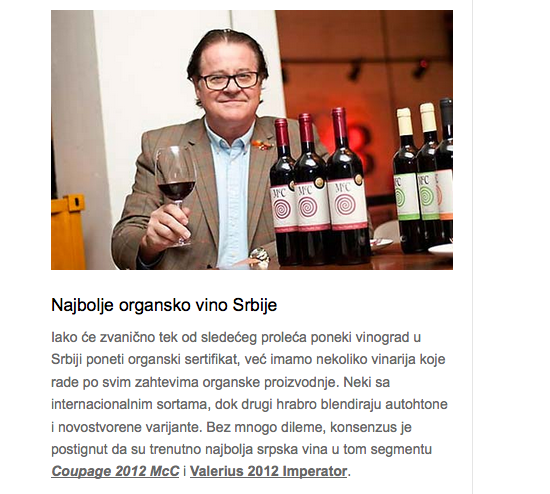 McC
McC
McC
Najbolje organsko vino Srbije
Iako će zvanično tek od sledećeg proleća poneki vinograd u
Srbiji poneti organski sertifikat, već imamo nekoliko vinarija koje
rade po svim zahtevima organske proizvodnje. Neki sa
internacionalnim sortama, dok drugi hrabro blendiraju autohtone
i novostvorene varijante. Bez mnogo dileme, konsenzus je
postignut da su trenutno najbolja srpska vina u tom segmentu
Coupage 2012 McC i Valerius 2012 Imperator.